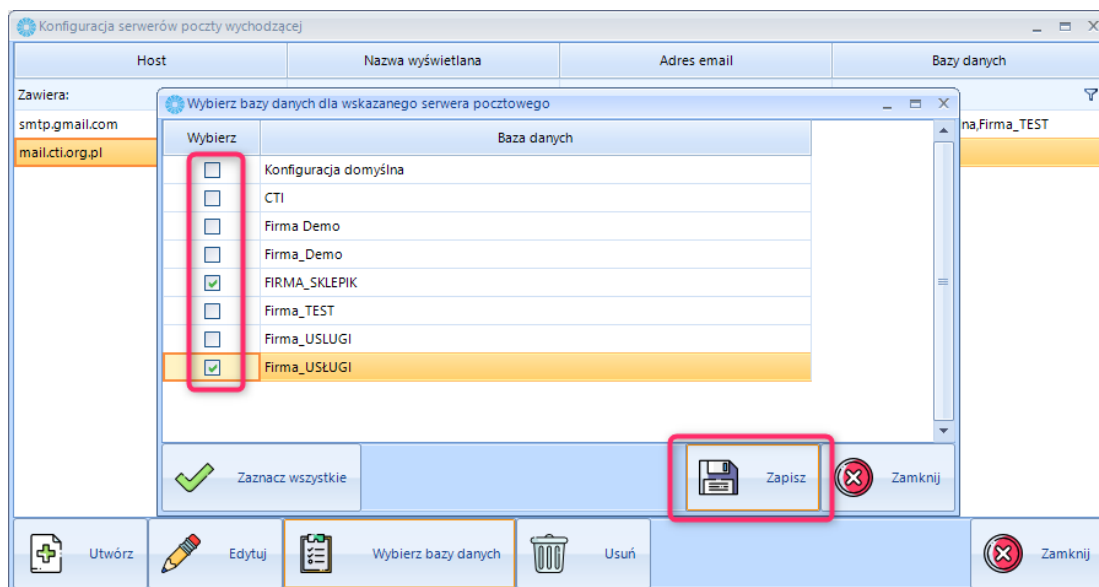 Konfiguracja serwerów poczty wychodzącej
Host Nazwa wyświetlana Adres email Bazy danych
Zawiera:
smtp.gmail.com
na,Firma_TEST
mail.cti.org.pl
Wybierz bazy danych dla wskazanego serwera pocztowego
Wybierz Baza danych
Konfiguracja domyślna
CTI
Firma Demo
Firma_Demo
FIRMA_SKLEPIK
Firma_TEST
Firma_USLUGI
Firma_USŁUGI
Zaznacz wszystkie Zapisz Zamknij
Utwórz Edytuj Wybierz bazy danych Usuń Zamknij